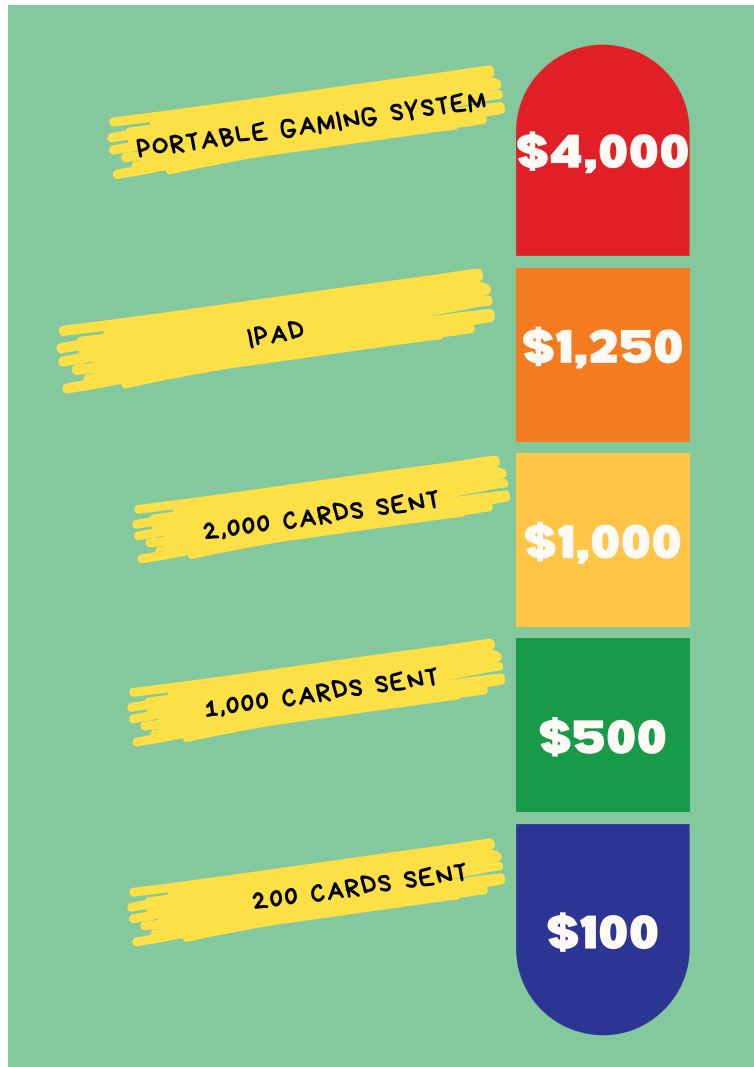 PORTABLE GAMING SYSTEM
$4,000
IPAD
$1,250
2,000 CARDS SENT
$1,000
1,000 CARDS SENT
$500
200 CARDS SENT
$100